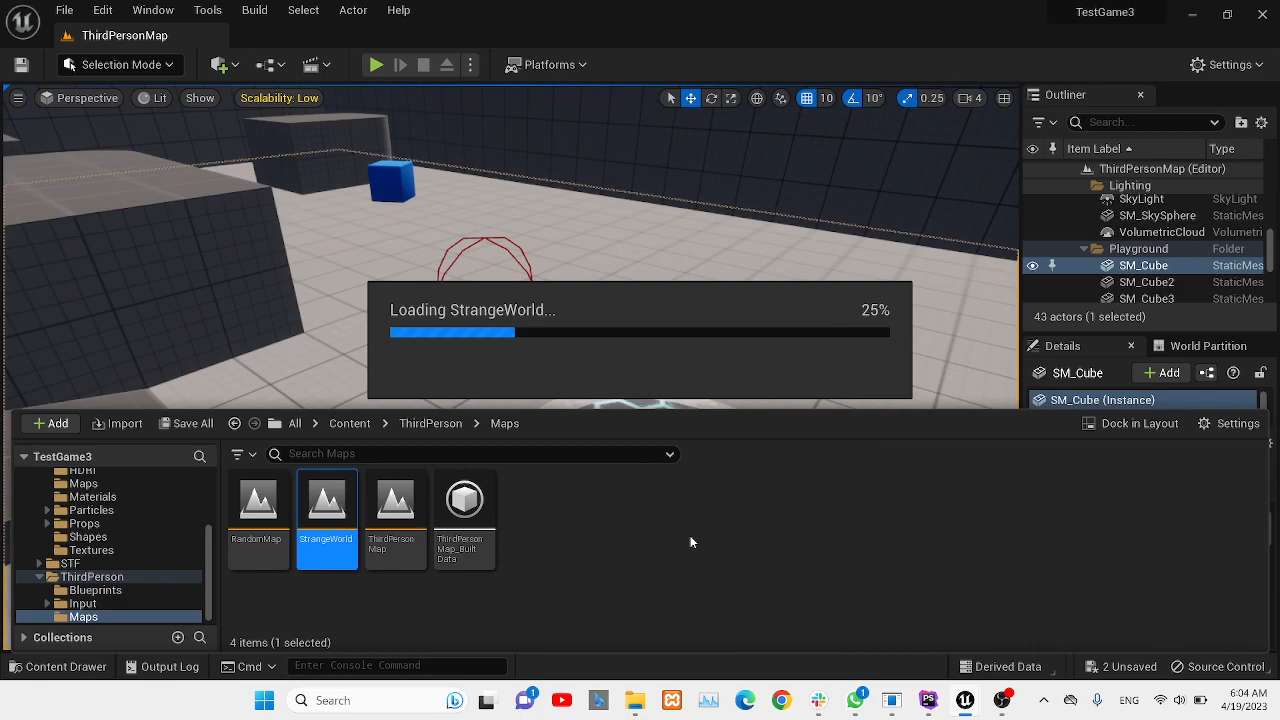 File Edit Window Tools Build Select Actor Help TestGame3
ThirdPersonMap
Selection Mode Platforms Settings
Perspective Lit Show Scalability: Low 10 10° 0.25 4
Outliner
Search...
Item Label Type
ThirdPersonMap (Editor)
Lighting
SkyLight SkyLight
SM_SkySphere StaticMes
VolumetricCloud Volumetri
Playground Folder
SM_Cube StaticMes
SM_Cube2 StaticMes
SM_Cube3 StaticMes
43 actors (1 selected)
Details World Partition
SM_Cube Add
SM_Cube (Instance)
Loading StrangeWorld... 25%
Add Import Save All All Content ThirdPerson Maps Dock in Layout Settings
TestGame3
HDRI
Maps
Materials
Particles
Props
Shapes
Textures
STF
ThirdPerson
Blueprints
Input
Maps
Collections
Search Maps
RandomMap
StrangeWorld
ThirdPerson
Map
ThirdPerson
Map_Built
Data
4 items (1 selected)
Content Drawer Output Log Cmd Enter Console Command Derived Data 2 Unsaved Source Control
Search 1 PS 1 ENG 6:04 AM
4/19/2023